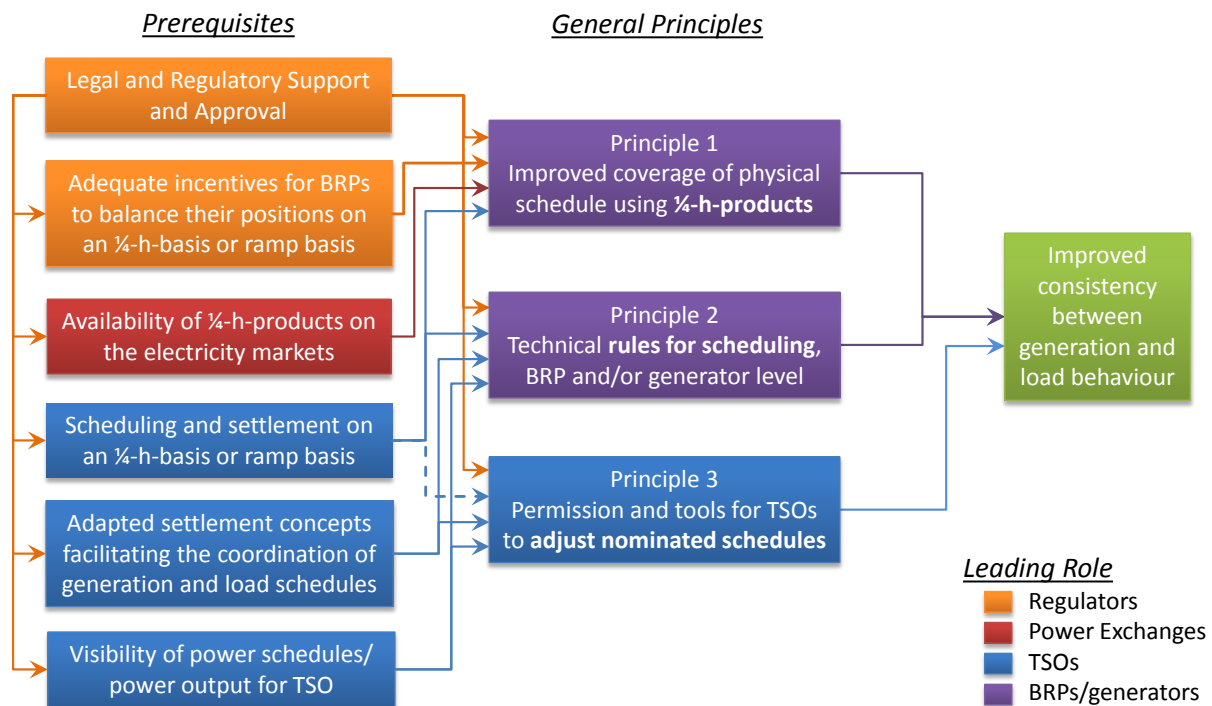 Prerequisites
Legal and Regulatory Support
and Approval
Adequate incentives for BRPs
to balance their positions on
an ¼-h-basis or ramp basis
Availability of ¼-h-products on
the electricity markets
Scheduling and settlement on
an ¼-h-basis or ramp basis
Adapted settlement concepts
facilitating the coordination of
generation and load schedules
Visibility of power schedules/
power output for TSO
General Principles
Principle 1
Improved coverage of physical
schedule using ¼-h-products
Principle 2
Technical rules for scheduling,
BRP and/or generator level
Principle 3
Permission and tools for TSOs
to adjust nominated schedules
Improved
consistency
between
generation and
load behaviour
Leading Role
Regulators
Power Exchanges
TSOs
BRPs/generators